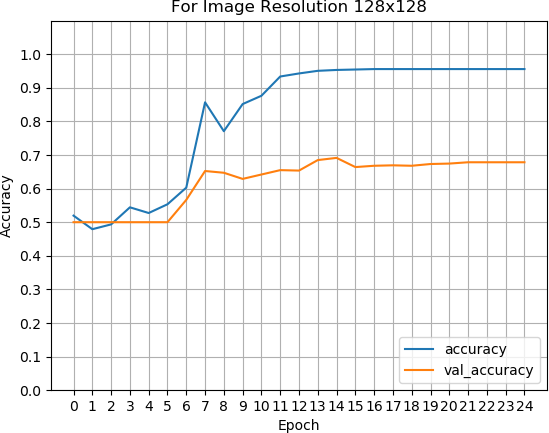 For Image Resolution 128x128
1.0
0.9
0.8
0.7
0.6
0.5
0.4
0.3
0.2
0.1
0.0
Accuracy
accuracy
val_accuracy
0 1 2 3 4 5 6 7 8 9 10 11 12 13 14 15 16 17 18 19 20 21 22 23 24
Epoch